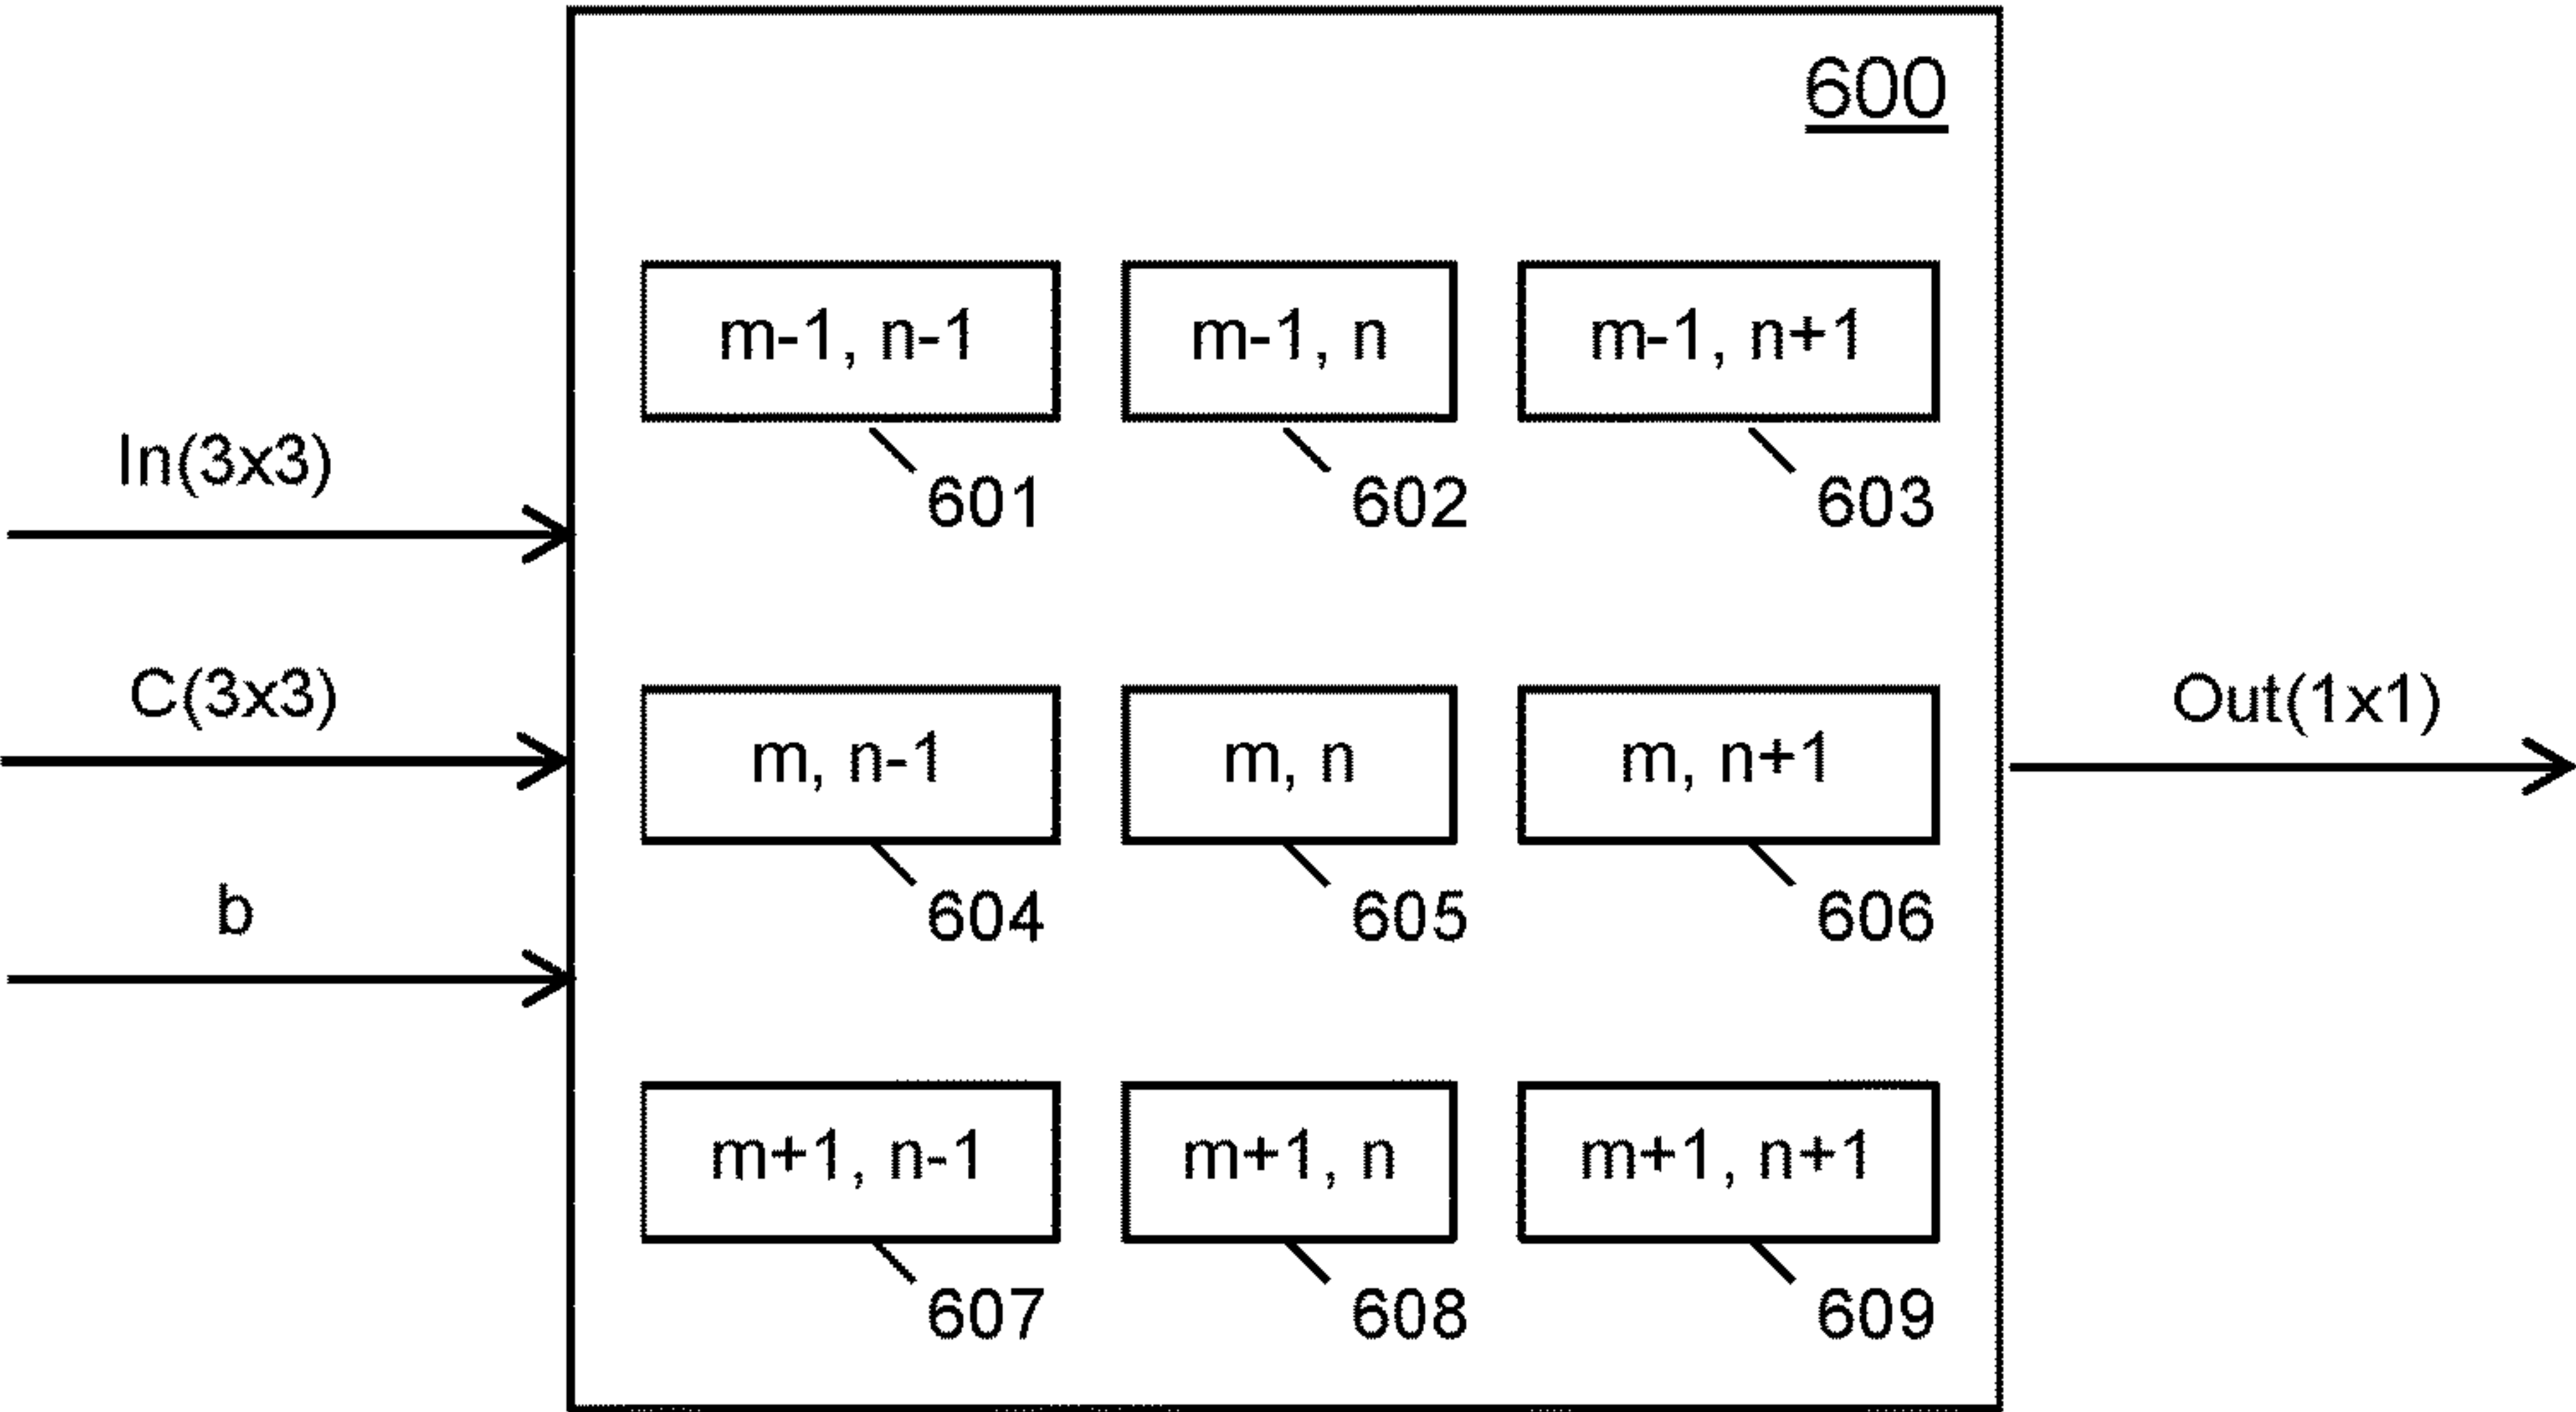 600
m-1, n-1
m-1, n
m-1, n+1
In(3x3)
601
602
603
C(3x3)
m, n-1
m, n
m, n+1
Out(1x1)
b
604
605
606
m+1, n-1
m+1, n
m+1, n+1
607
608
609